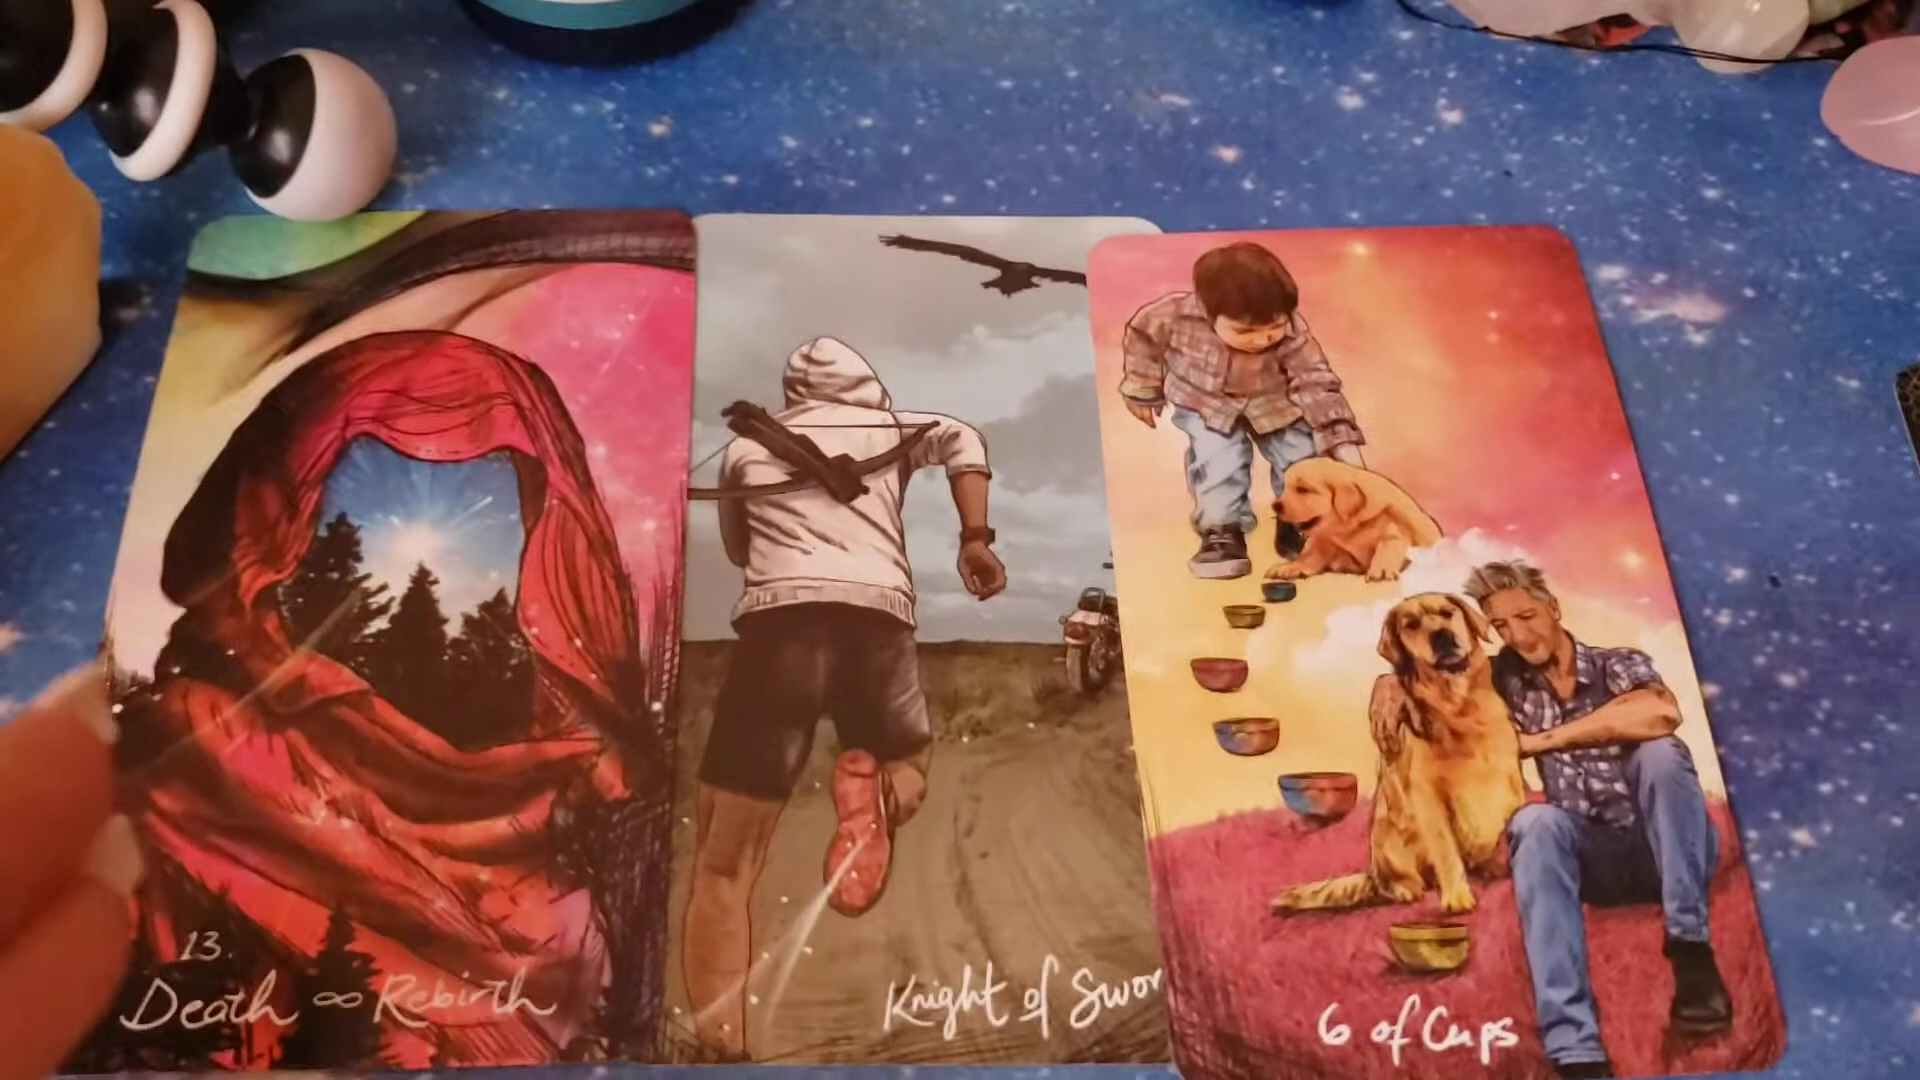 13.
Death ∞ Rebirth
Knight of Swor
6 of Cups